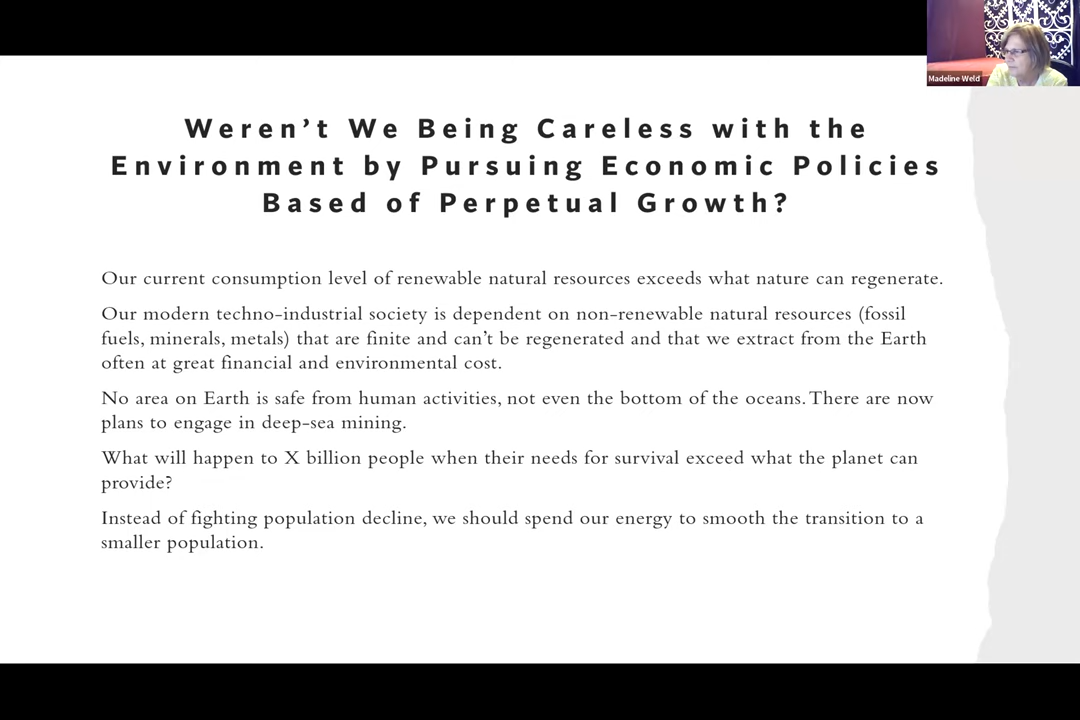 Madeline Weld
Weren't We Being Careless with the
Environment by Pursuing Economic Policies
Based of Perpetual Growth?
Our current consumption level of renewable natural resources exceeds what nature can regenerate.
Our modern techno-industrial society is dependent on non-renewable natural resources (fossil
fuels, minerals, metals) that are finite and can't be regenerated and that we extract from the Earth
often at great financial and environmental cost.
No area on Earth is safe from human activities, not even the bottom of the oceans. There are now
plans to engage in deep-sea mining.
What will happen to X billion people when their needs for survival exceed what the planet can
provide?
Instead of fighting population decline, we should spend our energy to smooth the transition to a
smaller population.